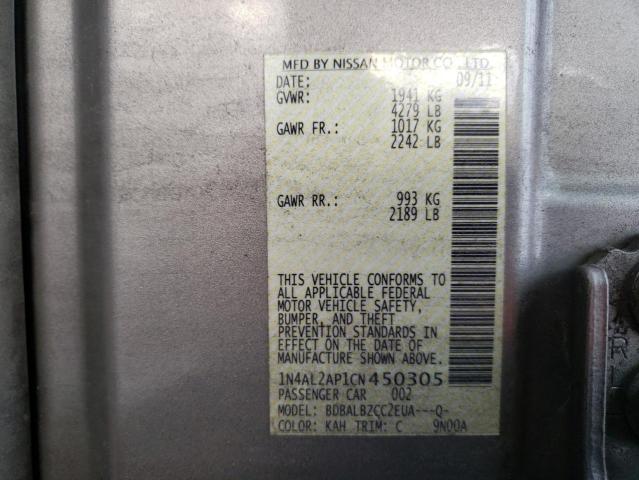 MFD BY NISSAN MOTOR CO., LTD.
DATE: 09/11
GVWR: 1941 KG
4279 LB
GAWR FR.: 1017 KG
2242 LB
GAWR RR.: 993 KG
2189 LB
THIS VEHICLE CONFORMS TO
ALL APPLICABLE FEDERAL
MOTOR VEHICLE SAFETY,
BUMPER, AND THEFT
PREVENTION STANDARDS IN
EFFECT ON THE DATE OF
MANUFACTURE SHOWN ABOVE.
1N4AL2AP1CN450305
PASSENGER CAR 002
MODEL: BDBALBZCC2EUA---Q-
COLOR: KAH TRIM: C 9N00A
R